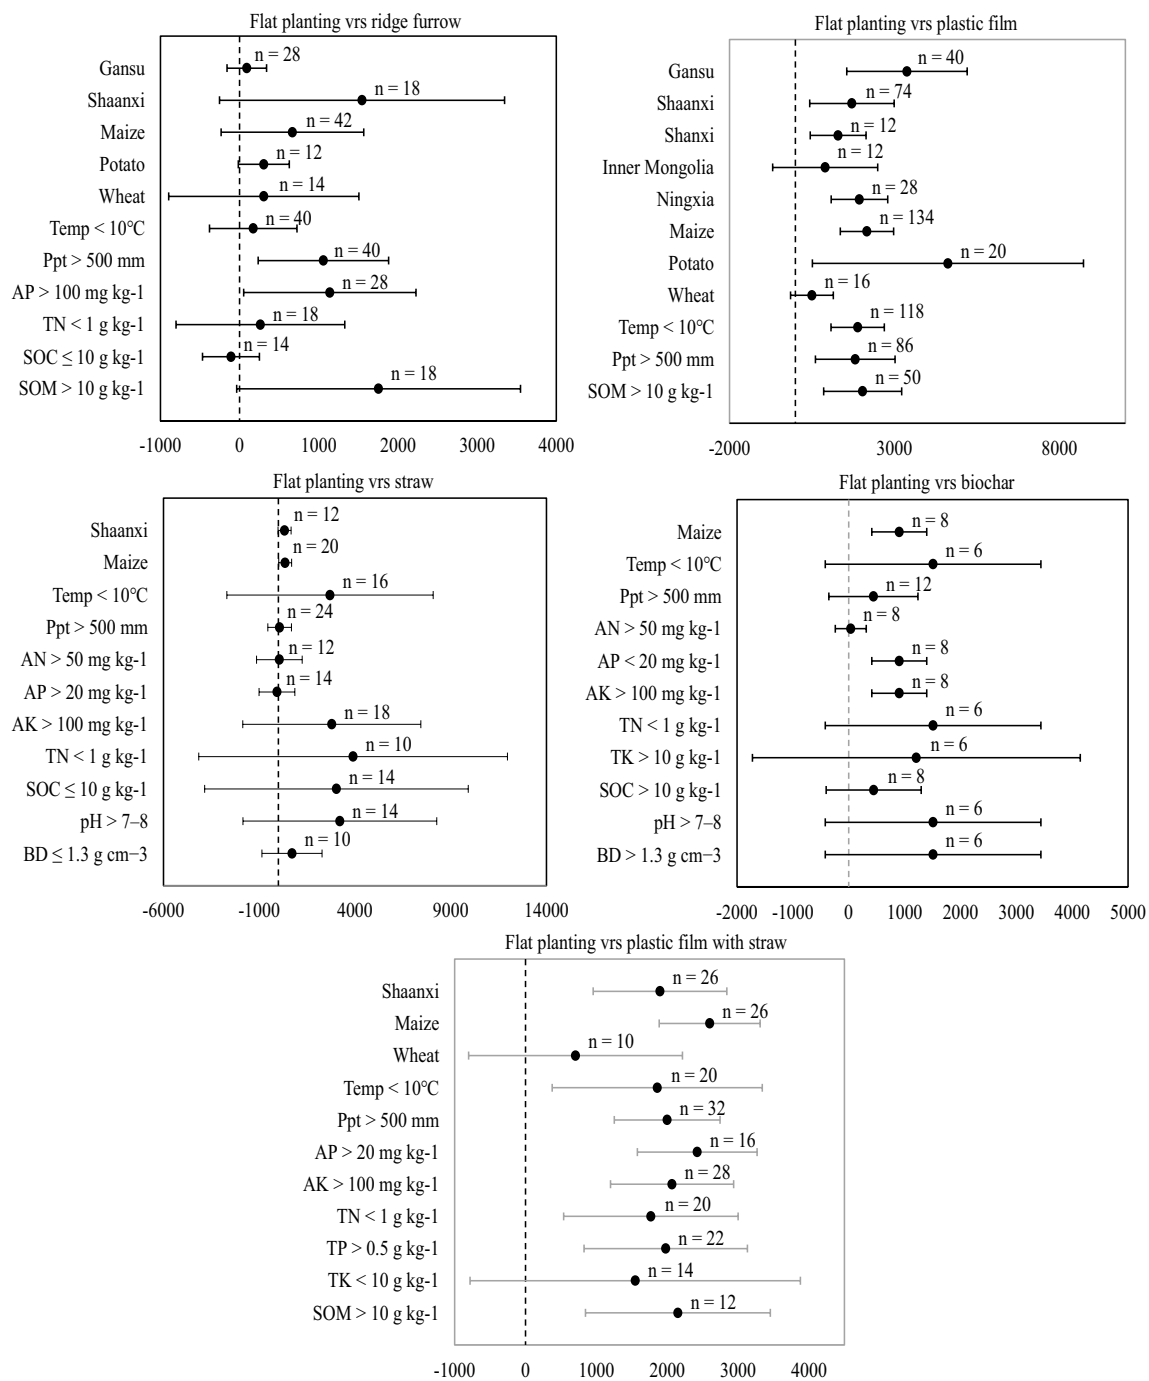 Flat planting vrs ridge furrow
Gansu n = 28
Shaanxi n = 18
Maize n = 42
Potato n = 12
Wheat n = 14
Temp < 10°C n = 40
Ppt > 500 mm n = 40
AP > 100 mg kg-1 n = 28
TN < 1 g kg-1 n = 18
SOC ≤ 10 g kg-1 n = 14
SOM > 10 g kg-1 n = 18
-1000 0 1000 2000 3000 4000
Flat planting vrs plastic film
Gansu n = 40
Shaanxi n = 74
Shanxi n = 12
Inner Mongolia n = 12
Ningxia n = 28
Maize n = 134
Potato n = 20
Wheat n = 16
Temp < 10°C n = 118
Ppt > 500 mm n = 86
SOM > 10 g kg-1 n = 50
-2000 3000 8000
Flat planting vrs straw
Shaanxi n = 12
Maize n = 20
Temp < 10°C n = 16
Ppt > 500 mm n = 24
AN > 50 mg kg-1 n = 12
AP > 20 mg kg-1 n = 14
AK > 100 mg kg-1 n = 18
TN < 1 g kg-1 n = 10
SOC ≤ 10 g kg-1 n = 14
pH > 7–8 n = 14
BD ≤ 1.3 g cm−3 n = 10
-6000 -1000 4000 9000 14000
Flat planting vrs biochar
Maize n = 8
Temp < 10°C n = 6
Ppt > 500 mm n = 12
AN > 50 mg kg-1 n = 8
AP < 20 mg kg-1 n = 8
AK > 100 mg kg-1 n = 8
TN < 1 g kg-1 n = 6
TK > 10 g kg-1 n = 6
SOC > 10 g kg-1 n = 8
pH > 7–8 n = 6
BD > 1.3 g cm−3 n = 6
-2000 -1000 0 1000 2000 3000 4000 5000
Flat planting vrs plastic film with straw
Shaanxi n = 26
Maize n = 26
Wheat n = 10
Temp < 10°C n = 20
Ppt > 500 mm n = 32
AP > 20 mg kg-1 n = 16
AK > 100 mg kg-1 n = 28
TN < 1 g kg-1 n = 20
TP > 0.5 g kg-1 n = 22
TK < 10 g kg-1 n = 14
SOM > 10 g kg-1 n = 12
-1000 0 1000 2000 3000 4000